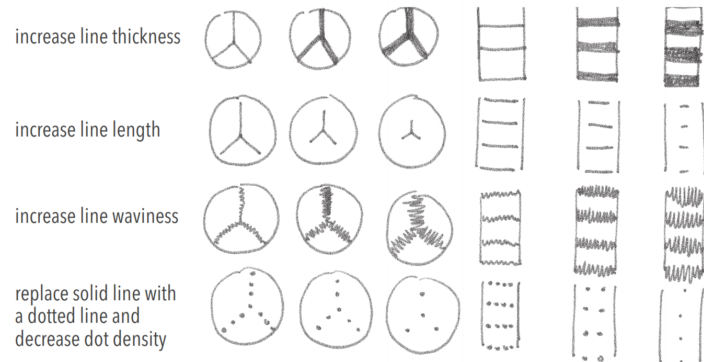 increase line thickness
increase line length
increase line waviness
replace solid line with
a dotted line and
decrease dot density